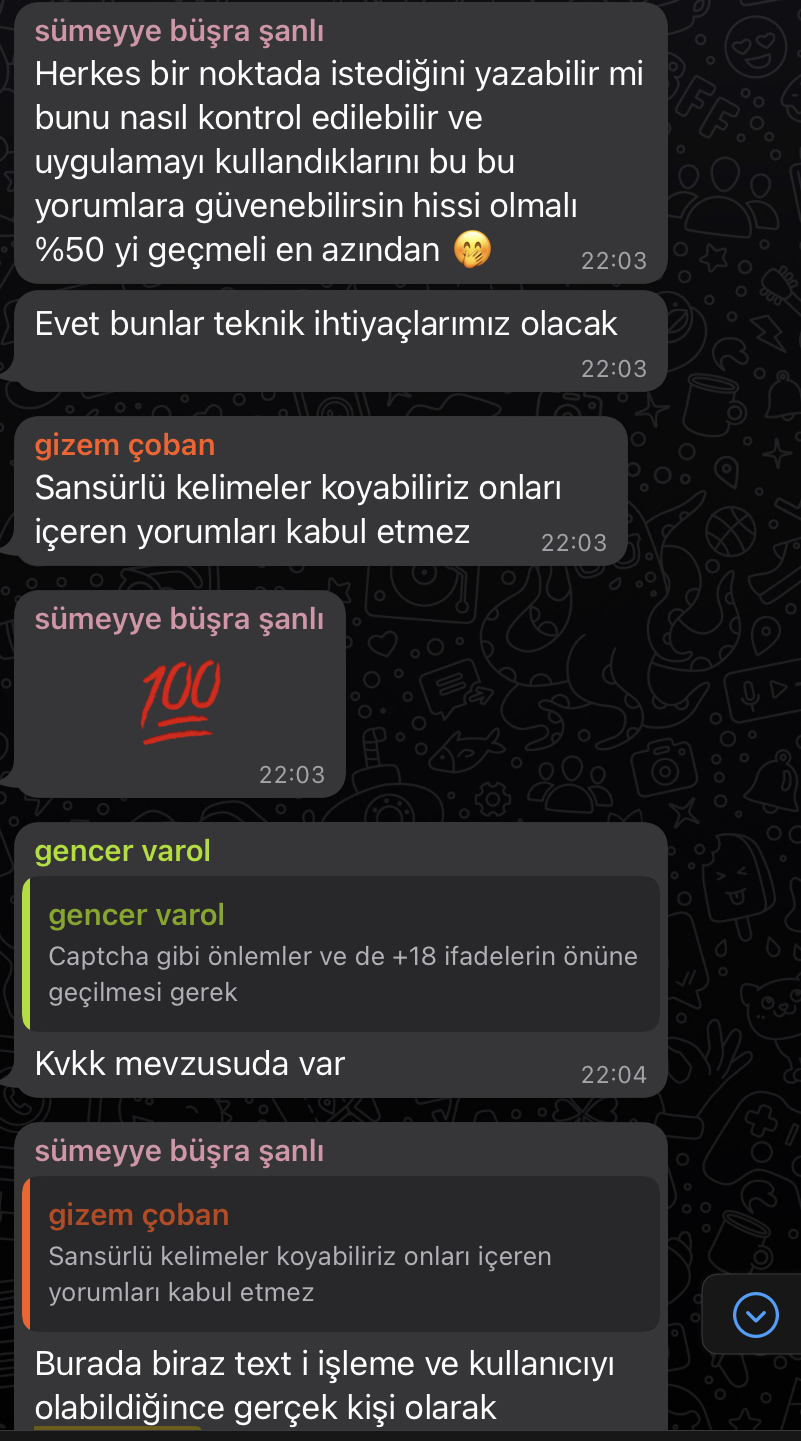 sümeyye büşra şanlı
Herkes bir noktada istediğini yazabilir mi
bunu nasıl kontrol edilebilir ve
uygulamayı kullandıklarını bu bu
yorumlara güvenebilirsin hissi olmalı
%50 yi geçmeli en azından 🤭
22:03
Evet bunlar teknik ihtiyaçlarımız olacak
22:03
gizem çoban
Sansürlü kelimeler koyabiliriz onları
içeren yorumları kabul etmez
22:03
sümeyye büşra şanlı
💯
22:03
gencer varol
gencer varol
Captcha gibi önlemler ve de +18 ifadelerin önüne
geçilmesi gerek
Kvkk mevzusuda var
22:04
sümeyye büşra şanlı
gizem çoban
Sansürlü kelimeler koyabiliriz onları içeren
yorumları kabul etmez
Burada biraz text i işleme ve kullanıcıyı
olabildiğince gerçek kişi olarak